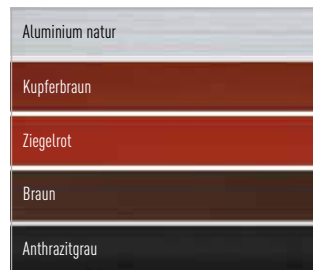 Aluminium natur
Kupferbraun
Ziegelrot
Braun
Anthrazitgrau